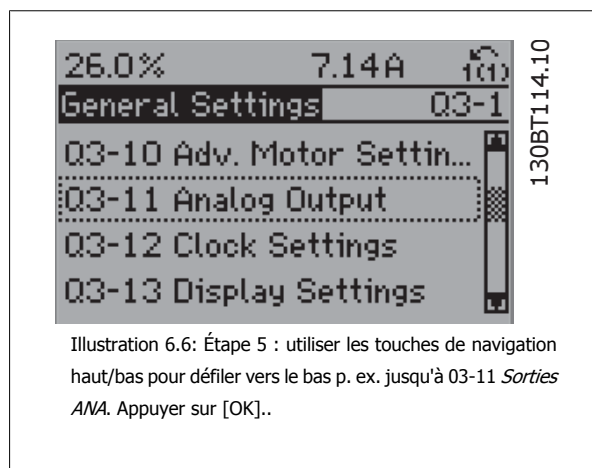 26.0% 7.14A 1(1)
General Settings Q3-1
Q3-10 Adv. Motor Settin...
Q3-11 Analog Output
Q3-12 Clock Settings
Q3-13 Display Settings
130BT114.10
Illustration 6.6: Étape 5 : utiliser les touches de navigation
haut/bas pour défiler vers le bas p. ex. jusqu'à 03-11 Sorties
ANA. Appuyer sur [OK]..